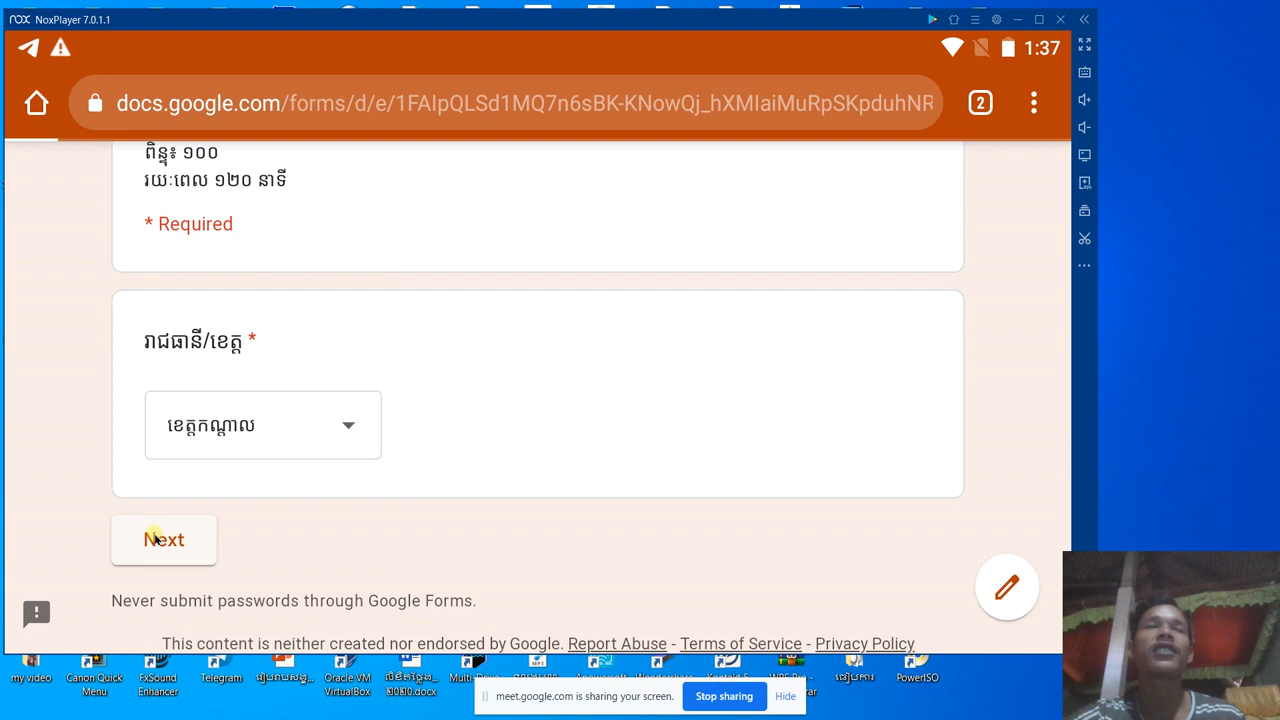 NoxPlayer 7.0.1.1
1:37
docs.google.com/forms/d/e/1FAIpQLSd1MQ7n6sBK-KNowQj_hXMIaiMuRpSKpduhNR
2
ពិន្ទុ៖ ១០០
រយៈពេល ១២០ នាទី
* Required
រាជធានី/ខេត្ត *
ខេត្តកណ្តាល
Next
Never submit passwords through Google Forms.
This content is neither created nor endorsed by Google. Report Abuse - Terms of Service - Privacy Policy
my video
Canon Quick Menu
FxSound Enhancer
Telegram
Oracle VM VirtualBox
PowerISO
meet.google.com is sharing your screen.
Stop sharing
Hide